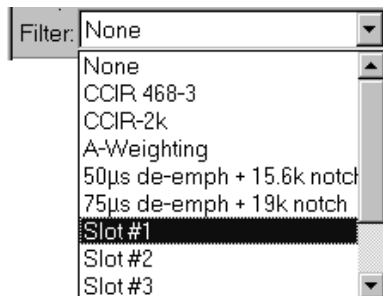 Filter: None
None
CCIR 468-3
CCIR-2k
A-Weighting
50µs de-emph + 15.6k notch
75µs de-emph + 19k notch
Slot #1
Slot #2
Slot #3